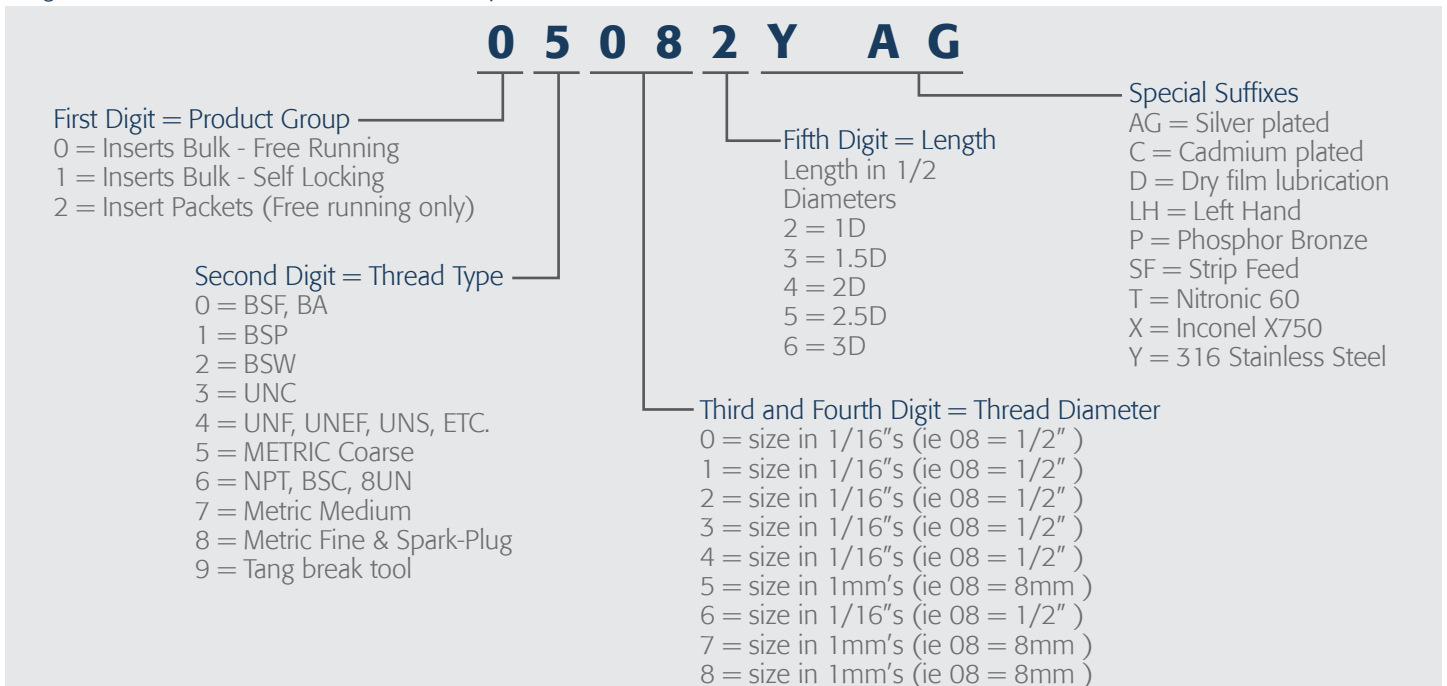 0 5 0 8 2 Y A G
First Digit = Product Group
0 = Inserts Bulk - Free Running
1 = Inserts Bulk - Self Locking
2 = Insert Packets (Free running only)
Second Digit = Thread Type
0 = BSF, BA
1 = BSP
2 = BSW
3 = UNC
4 = UNF, UNEF, UNS, ETC.
5 = METRIC Coarse
6 = NPT, BSC, 8UN
7 = Metric Medium
8 = Metric Fine & Spark-Plug
9 = Tang break tool
Fifth Digit = Length
Length in 1/2
Diameters
2 = 1D
3 = 1.5D
4 = 2D
5 = 2.5D
6 = 3D
Special Suffixes
AG = Silver plated
C = Cadmium plated
D = Dry film lubrication
LH = Left Hand
P = Phosphor Bronze
SF = Strip Feed
T = Nitronic 60
X = Inconel X750
Y = 316 Stainless Steel
Third and Fourth Digit = Thread Diameter
0 = size in 1/16″s (ie 08 = 1/2″ )
1 = size in 1/16″s (ie 08 = 1/2″ )
2 = size in 1/16″s (ie 08 = 1/2″ )
3 = size in 1/16″s (ie 08 = 1/2″ )
4 = size in 1/16″s (ie 08 = 1/2″ )
5 = size in 1mm′s (ie 08 = 8mm )
6 = size in 1/16″s (ie 08 = 1/2″ )
7 = size in 1mm′s (ie 08 = 8mm )
8 = size in 1mm′s (ie 08 = 8mm )